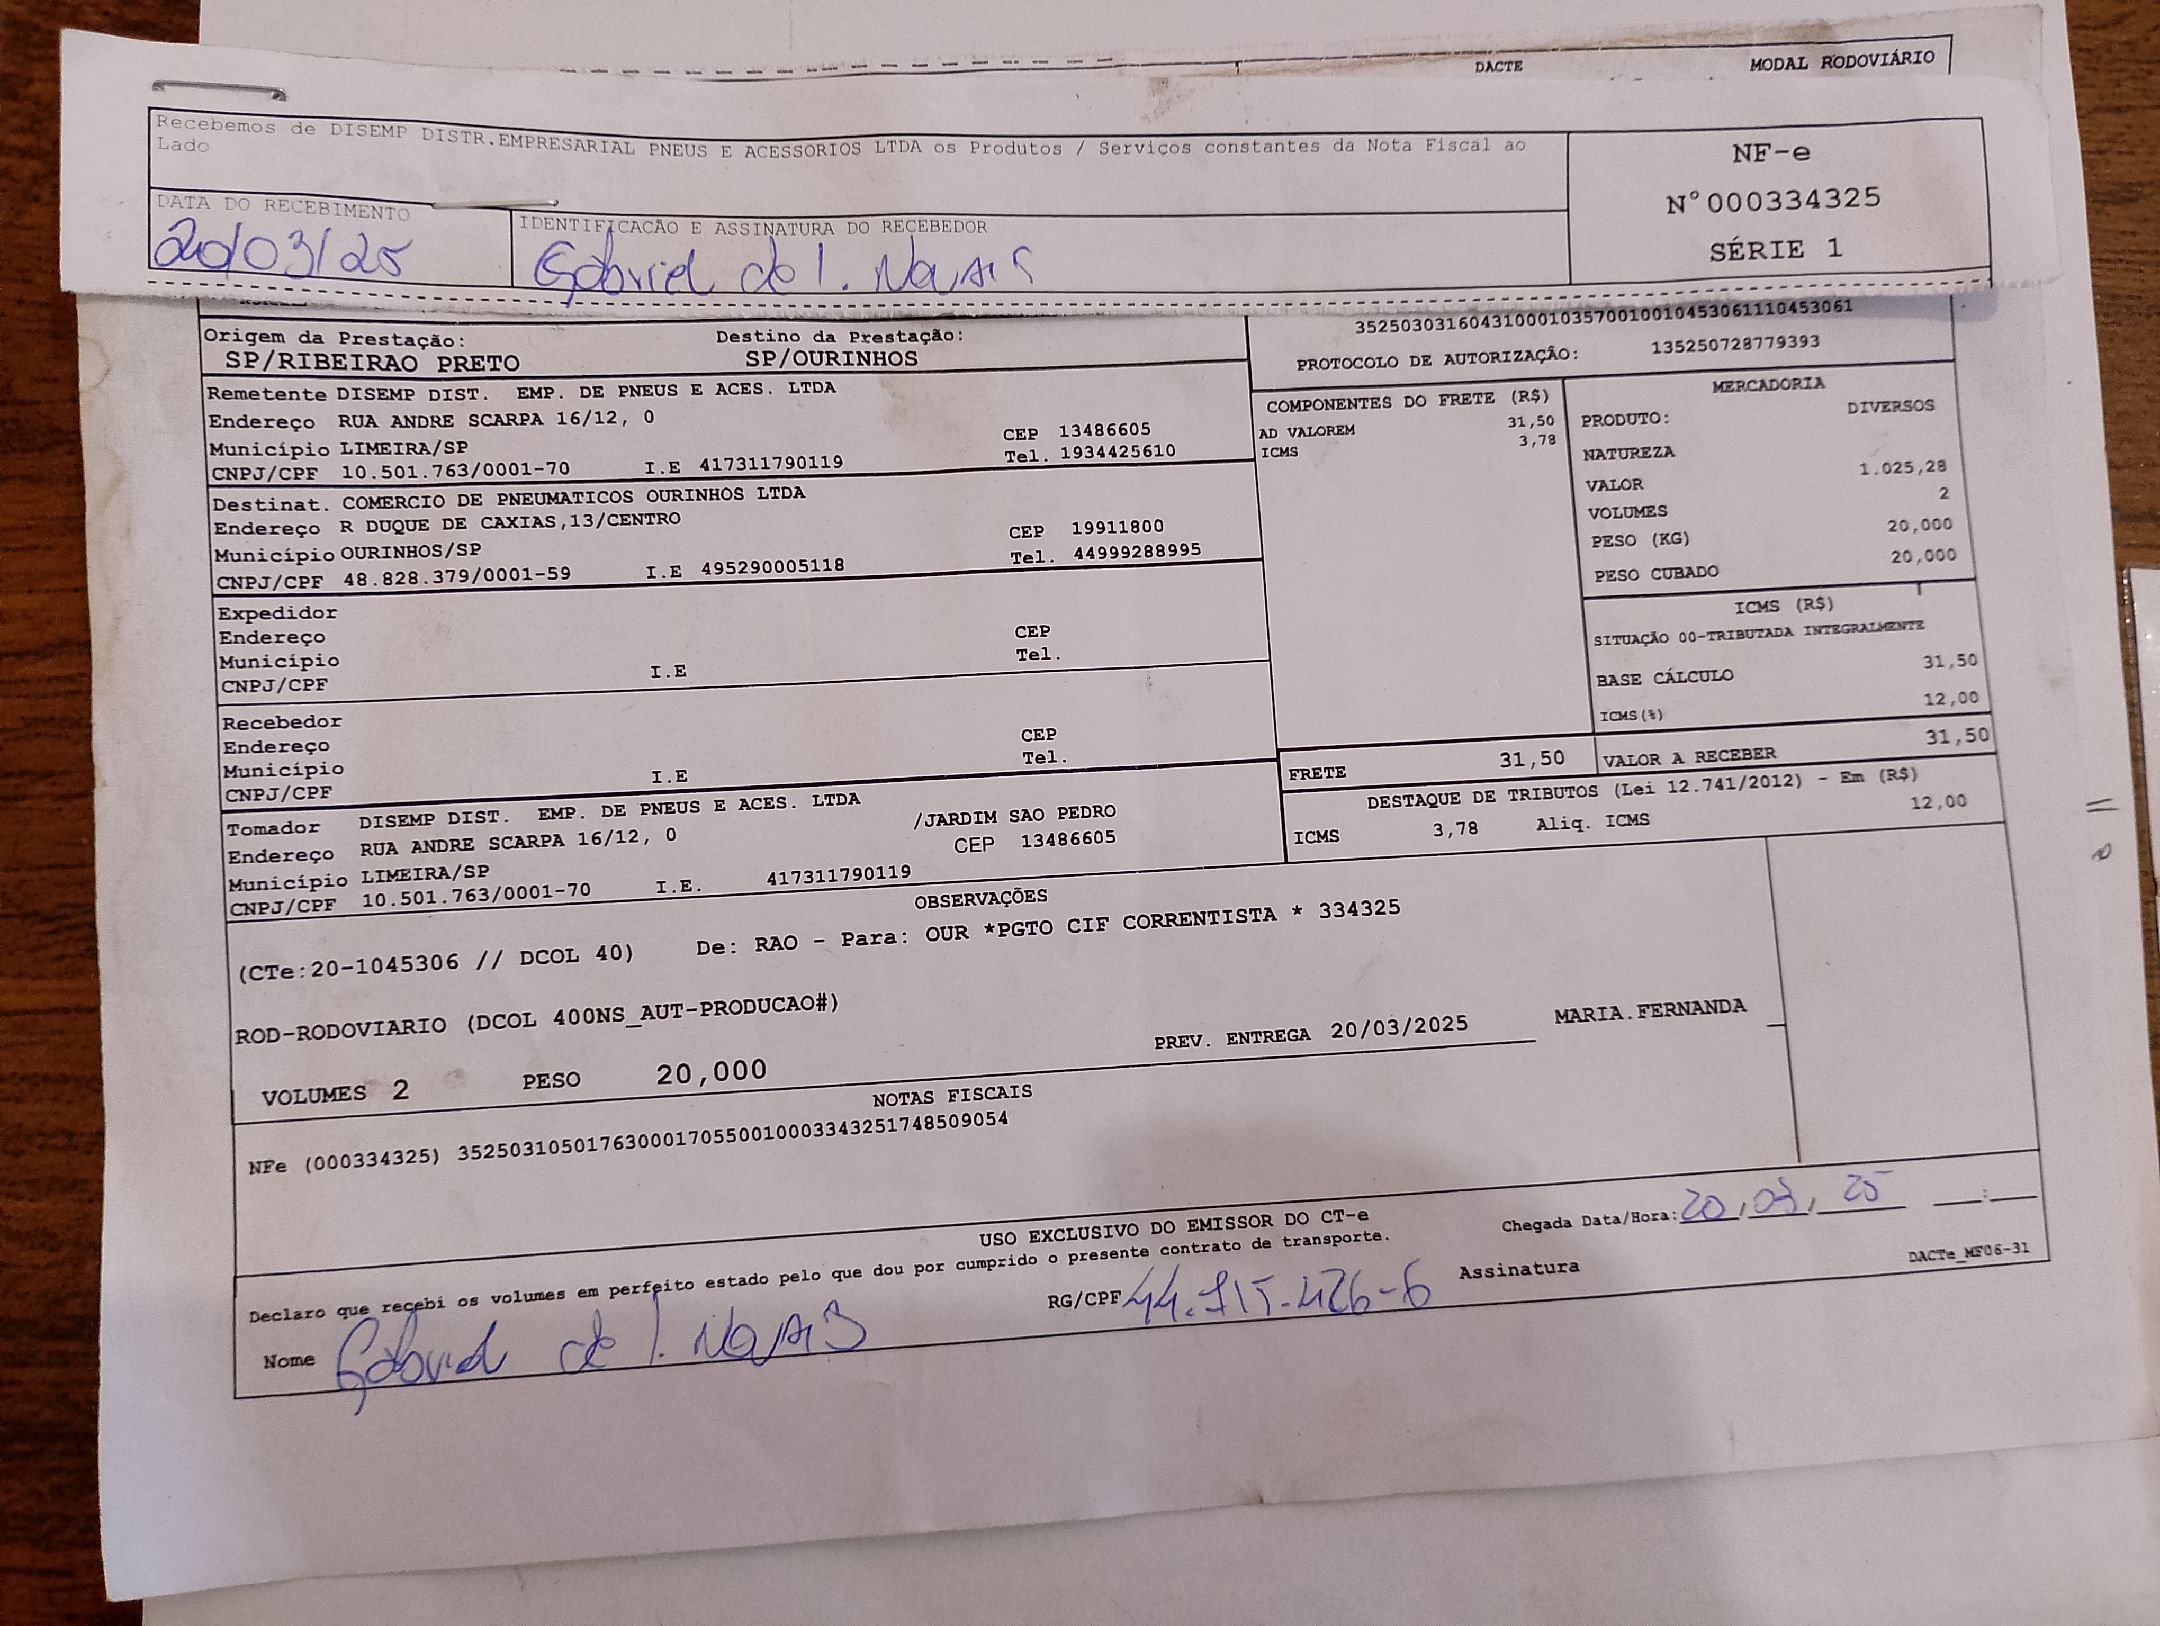 DACTE MODAL RODOVIÁRIO
Recebemos de DISEMP DISTR.EMPRESARIAL PNEUS E ACESSORIOS LTDA os Produtos / Serviços constantes da Nota Fiscal ao
Lado
NF-e
Nº000334325
SÉRIE 1
DATA DO RECEBIMENTO
20/03/25
IDENTIFICACÃO E ASSINATURA DO RECEBEDOR
Gabriel de
Origem da Prestação: Destino da Prestação:
SP/RIBEIRAO PRETO SP/OURINHOS
35250303160431000103570010010453061110453061
PROTOCOLO DE AUTORIZAÇÃO: 135250728779393
Remetente DISEMP DIST. EMP. DE PNEUS E ACES. LTDA
Endereço RUA ANDRE SCARPA 16/12, 0
Município LIMEIRA/SP CEP 13486605
CNPJ/CPF 10.501.763/0001-70 I.E 417311790119 Tel. 1934425610
Destinat. COMERCIO DE PNEUMATICOS OURINHOS LTDA
Endereço R DUQUE DE CAXIAS,13/CENTRO
Município OURINHOS/SP CEP 19911800
CNPJ/CPF 48.828.379/0001-59 I.E 495290005118 Tel. 44999288995
Expedidor
Endereço
Município CEP
CNPJ/CPF I.E Tel.
Recebedor
Endereço
Município CEP
CNPJ/CPF I.E Tel.
Tomador DISEMP DIST. EMP. DE PNEUS E ACES. LTDA
Endereço RUA ANDRE SCARPA 16/12, 0 /JARDIM SAO PEDRO
Município LIMEIRA/SP CEP 13486605
CNPJ/CPF 10.501.763/0001-70 I.E. 417311790119
COMPONENTES DO FRETE (R$)
AD VALOREM 31,50
ICMS 3,78
MERCADORIA
PRODUTO: DIVERSOS
NATUREZA
VALOR 1.025,28
VOLUMES 2
PESO (KG) 20,000
PESO CUBADO 20,000
ICMS (R$)
SITUAÇÃO 00-TRIBUTADA INTEGRALMENTE
BASE CÁLCULO 31,50
ICMS(%) 12,00
FRETE 31,50 VALOR A RECEBER 31,50
DESTAQUE DE TRIBUTOS (Lei 12.741/2012) - Em (R$)
ICMS 3,78 Aliq. ICMS 12,00
OBSERVAÇÕES
(CTe:20-1045306 // DCOL 40) De: RAO - Para: OUR *PGTO CIF CORRENTISTA * 334325
ROD-RODOVIARIO (DCOL 400NS_AUT-PRODUCAO#)
VOLUMES 2 PESO 20,000 PREV. ENTREGA 20/03/2025 MARIA.FERNANDA
NOTAS FISCAIS
NFe (000334325) 35250310501763000170550010003343251748509054
USO EXCLUSIVO DO EMISSOR DO CT-e
Declaro que recebi os volumes em perfeito estado pelo que dou por cumprido o presente contrato de transporte.
Chegada Data/Hora: 20/03/25 __:__
Nome Gabriel de
RG/CPF
Assinatura
DACTe_MF06-31